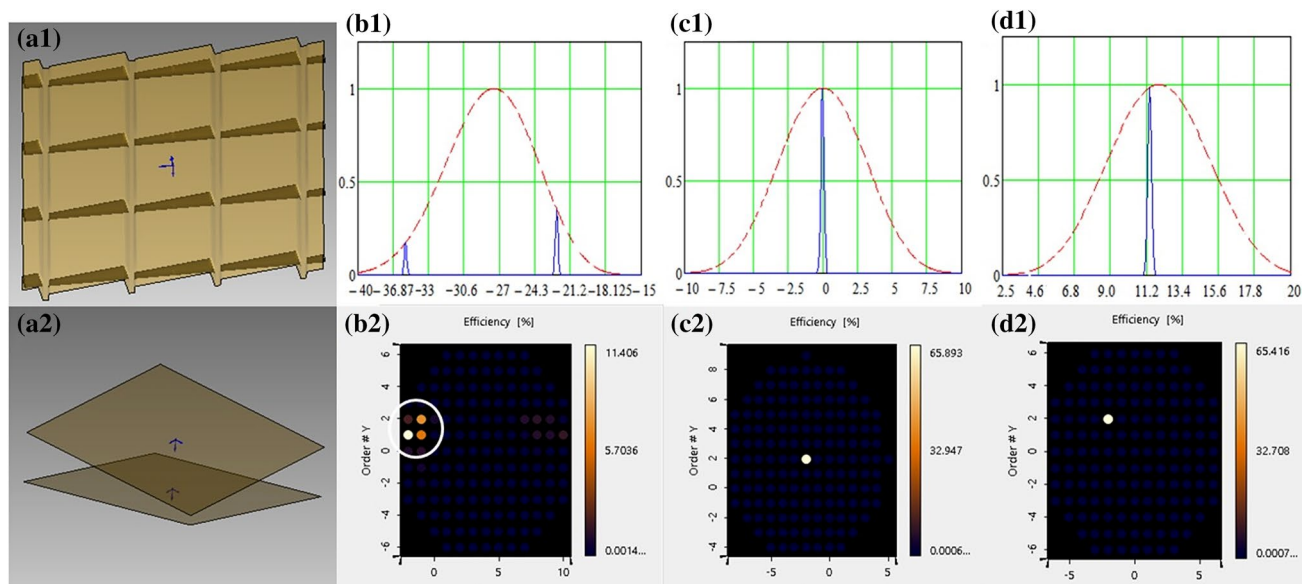 (a1)
(b1)
1
0.5
0
−40 −36.87 −33 −30.6 −27 −24.3 −21.2 −18.125 −15
(c1)
1
0.5
0
−10 −7.5 −5 −2.5 0 2.5 5 7.5 10
(d1)
1
0.5
0
2.5 4.6 6.8 9.0 11.2 13.4 15.6 17.8 20
(a2)
(b2)
Efficiency [%]
Order # Y
6
4
2
0
-2
-4
-6
0 5 10
11.406
5.7036
0.0014...
(c2)
Efficiency [%]
Order # Y
8
6
4
2
0
-2
-4
-5 0 5
65.893
32.947
0.0006...
(d2)
Efficiency [%]
Order # Y
6
4
2
0
-2
-4
-6
-5 0 5
65.416
32.708
0.0007...